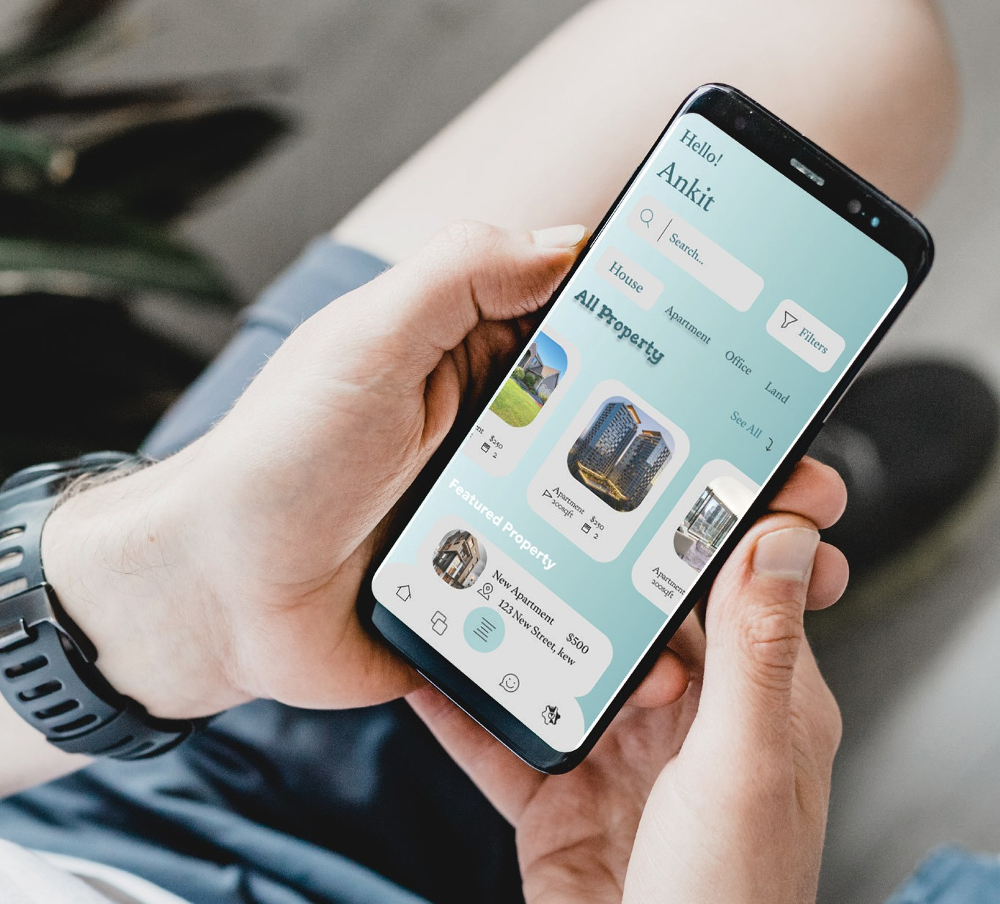 Hello!
Ankit
Search...
Filters
House
Apartment
Office
Land
All Property
See All
nt $250
2
Apartment $250
200sqft 2
Apartment
200sqft
Featured Property
New Apartment
123 New Street, kew
$500